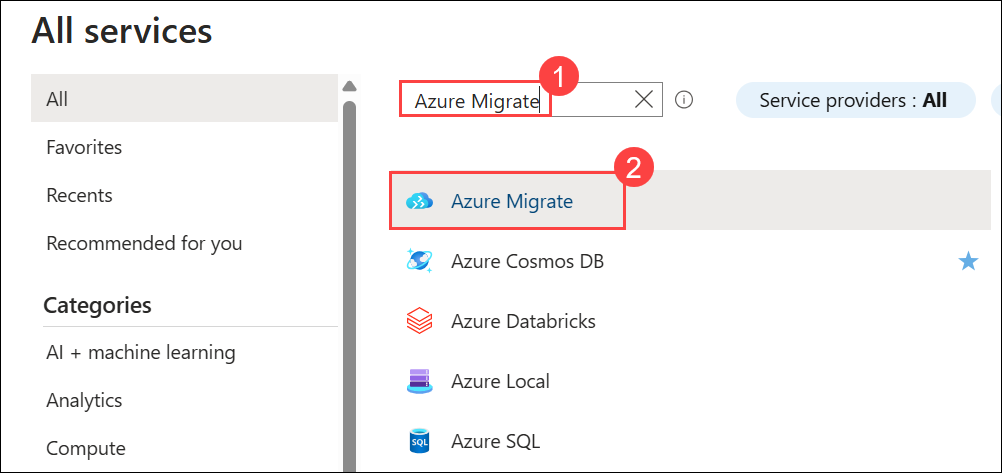 All services
All
Favorites
Recents
Recommended for you
Categories
AI + machine learning
Analytics
Compute
Azure Migrate
1
Service providers : All
2
Azure Migrate
Azure Cosmos DB
Azure Databricks
Azure Local
SQL Azure SQL